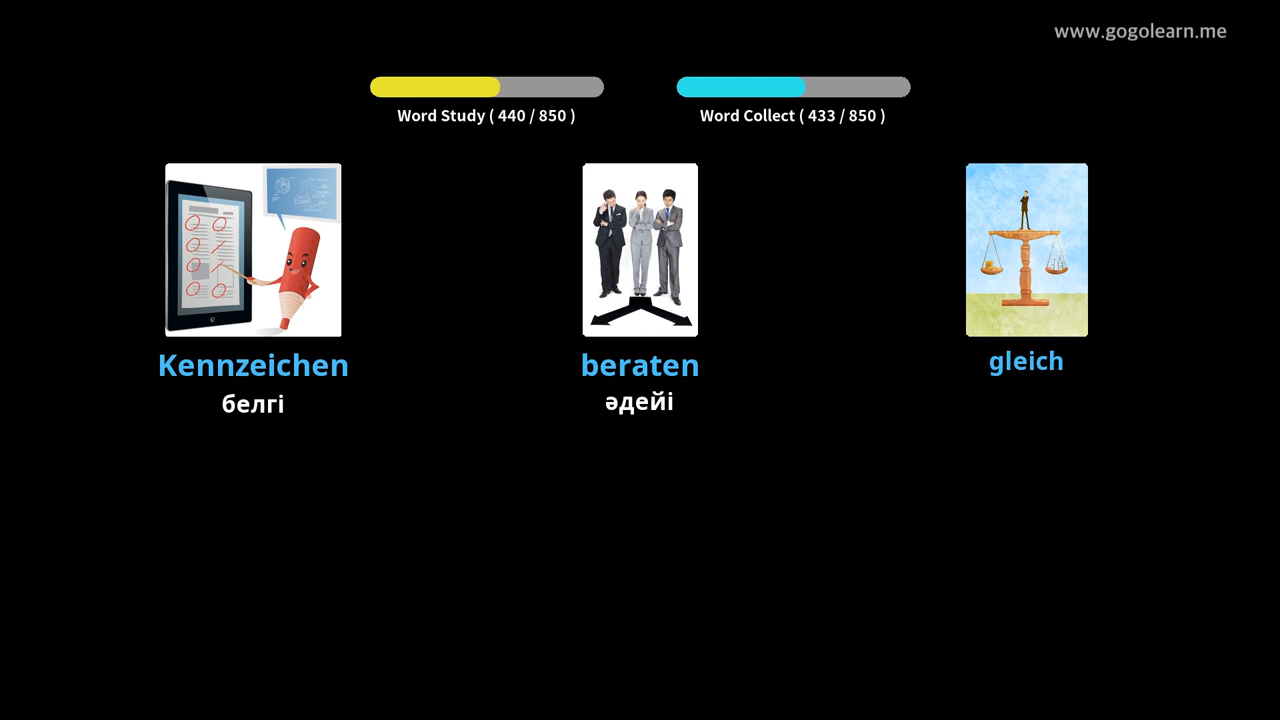 www.gogolearn.me
Word Study ( 440 / 850 )
Word Collect ( 433 / 850 )
Kennzeichen
белгі
beraten
әдейі
gleich